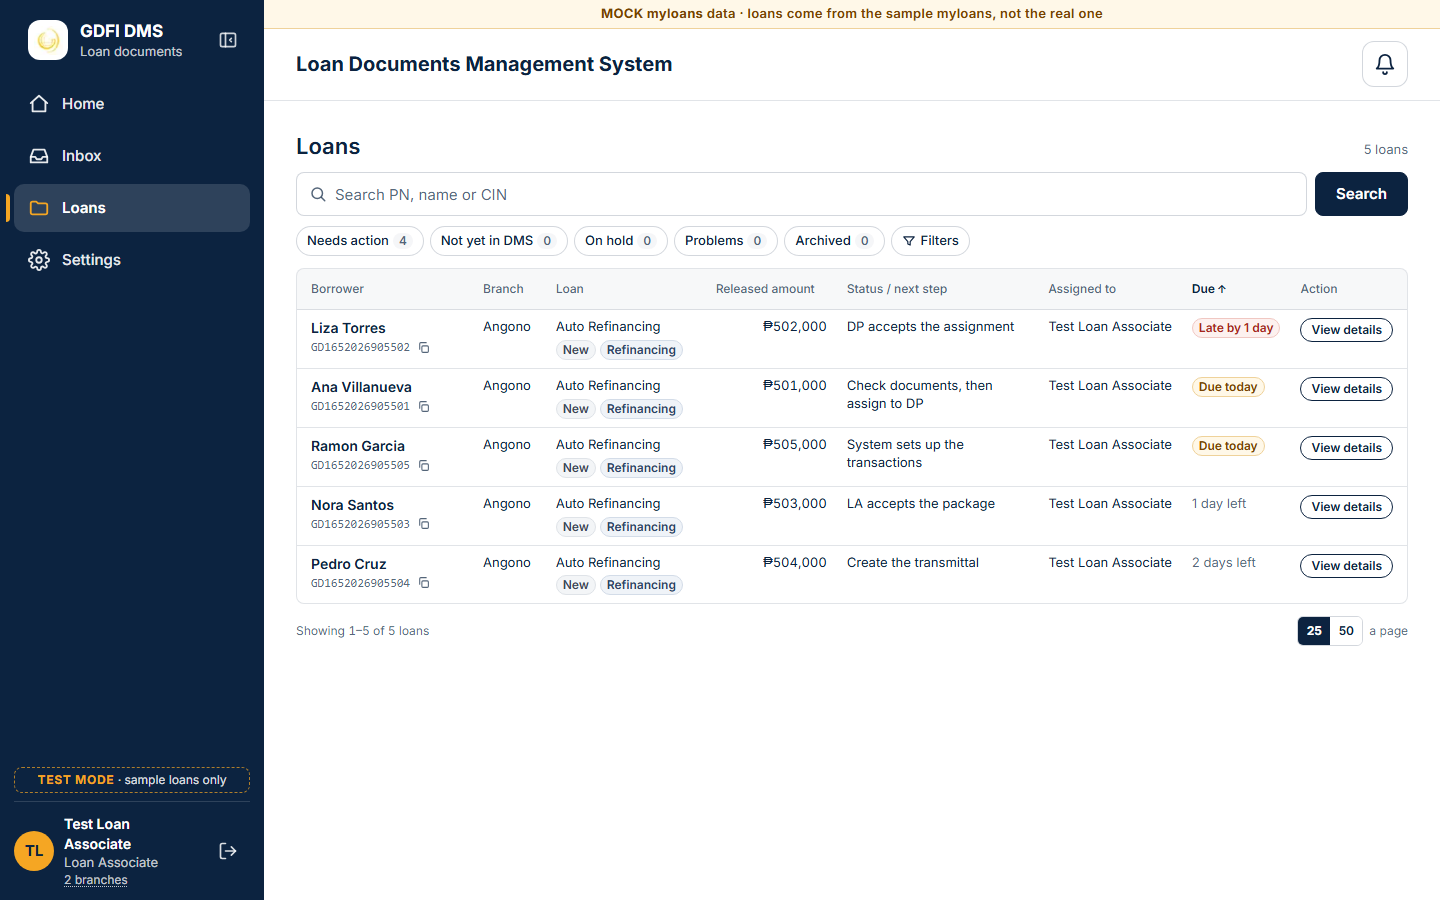 GDFI DMS
Loan documents
Home
Inbox
Loans
Settings
TEST MODE · sample loans only
TL
Test Loan Associate
Loan Associate
2 branches
MOCK myloans data · loans come from the sample myloans, not the real one
Loan Documents Management System
Loans
5 loans
Search PN, name or CIN
Search
Needs action 4
Not yet in DMS 0
On hold 0
Problems 0
Archived 0
Filters
Borrower Branch Loan Released amount Status / next step Assigned to Due ↑ Action
Liza Torres Angono Auto Refinancing ₱502,000 DP accepts the assignment Test Loan Associate Late by 1 day View details
GD1652026905502 New Refinancing
Ana Villanueva Angono Auto Refinancing ₱501,000 Check documents, then Test Loan Associate Due today View details
GD1652026905501 New Refinancing assign to DP
Ramon Garcia Angono Auto Refinancing ₱505,000 System sets up the Test Loan Associate Due today View details
GD1652026905505 New Refinancing transactions
Nora Santos Angono Auto Refinancing ₱503,000 LA accepts the package Test Loan Associate 1 day left View details
GD1652026905503 New Refinancing
Pedro Cruz Angono Auto Refinancing ₱504,000 Create the transmittal Test Loan Associate 2 days left View details
GD1652026905504 New Refinancing
Showing 1–5 of 5 loans
25 50 a page